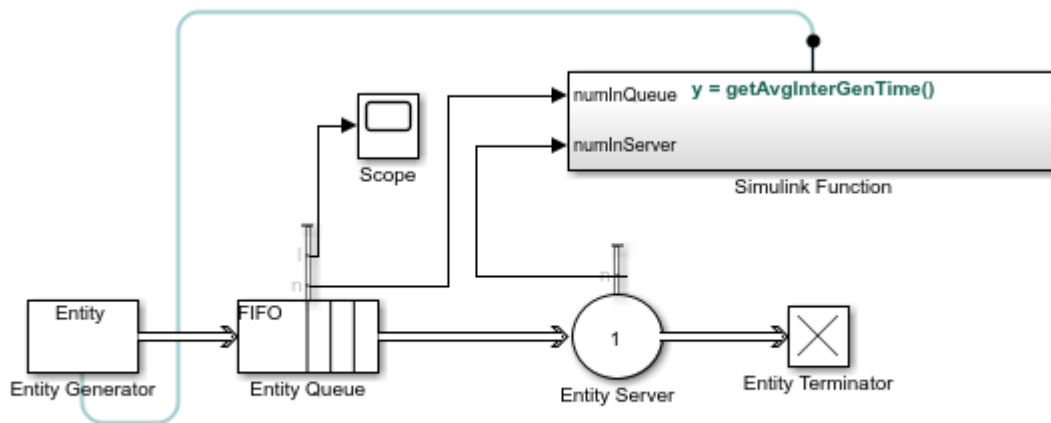 numInQueue
y = getAvgInterGenTime()
numInServer
Scope
Simulink Function
l
n
n
Entity
FIFO
1
Entity Generator
Entity Queue
Entity Server
Entity Terminator